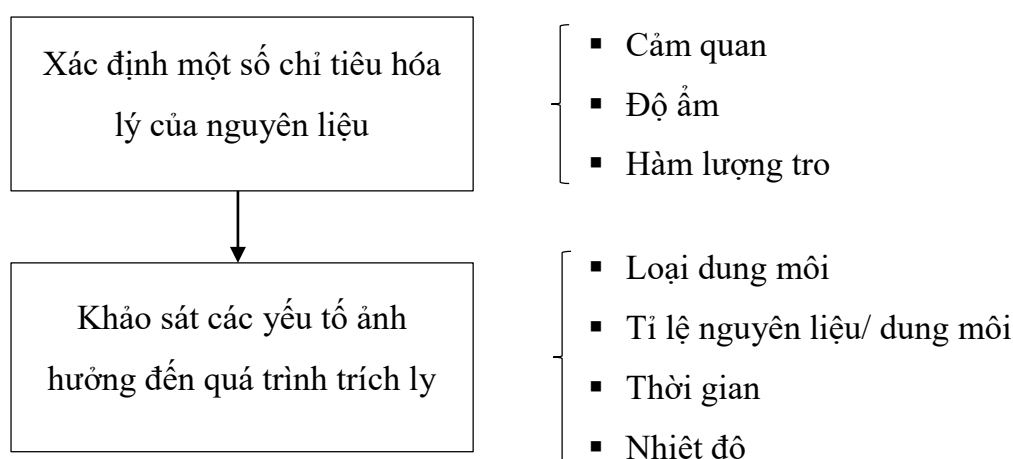 Xác định một số chỉ tiêu hóa
lý của nguyên liệu
▪ Cảm quan
▪ Độ ẩm
▪ Hàm lượng tro
Khảo sát các yếu tố ảnh
hưởng đến quá trình trích ly
▪ Loại dung môi
▪ Tỉ lệ nguyên liệu/ dung môi
▪ Thời gian
▪ Nhiệt độ